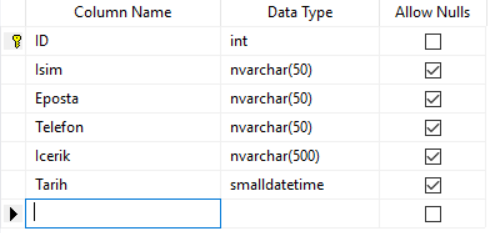 Column Name Data Type Allow Nulls
ID int
Isim nvarchar(50)
Eposta nvarchar(50)
Telefon nvarchar(50)
Icerik nvarchar(500)
Tarih smalldatetime